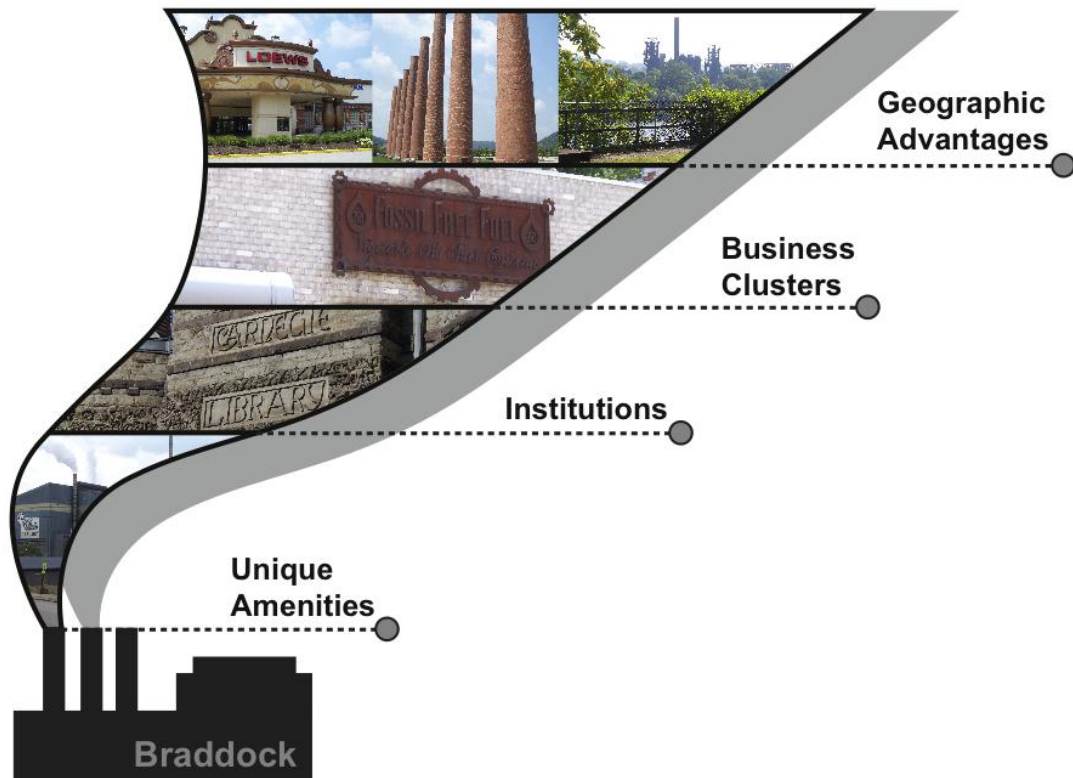 LOEWS
Geographic
Advantages
FOSSIL FREE FUEL
Business
Clusters
CARNEGIE
LIBRARY
Institutions
Unique
Amenities
Braddock